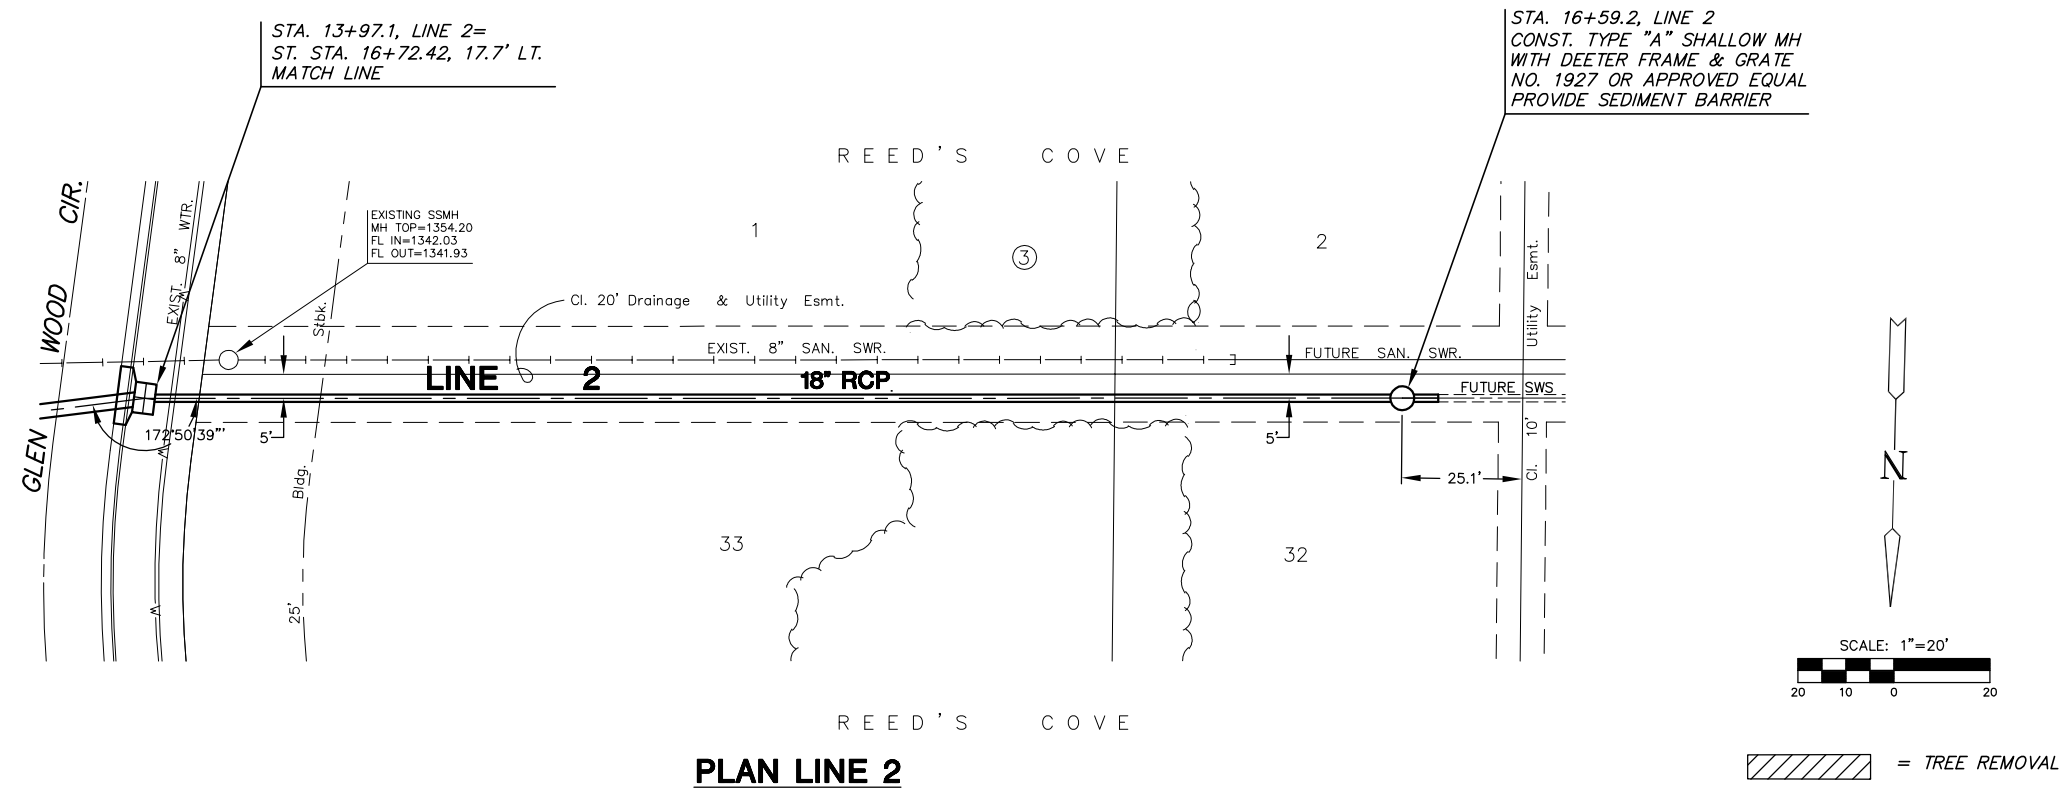 STA. 13+97.1, LINE 2=
ST. STA. 16+72.42, 17.7' LT.
MATCH LINE
STA. 16+59.2, LINE 2
CONST. TYPE "A" SHALLOW MH
WITH DEETER FRAME & GRATE
NO. 1927 OR APPROVED EQUAL
PROVIDE SEDIMENT BARRIER
REED'S COVE
GLEN WOOD CIR.
EXIST. 8" WTR.
W
W
W
EXISTING SSMH
MH TOP=1354.20
FL IN=1342.03
FL OUT=1341.93
1
3
2
Cl. 20' Drainage & Utility Esmt.
25' Bldg. Stbk.
EXIST. 8" SAN. SWR.
FUTURE SAN. SWR.
LINE 2
18" RCP
FUTURE SWS
172°50'39"
5'
5'
25.1'
Cl. 10' Utility Esmt.
33
32
N
SCALE: 1"=20'
20 10 0 20
REED'S COVE
PLAN LINE 2
= TREE REMOVAL